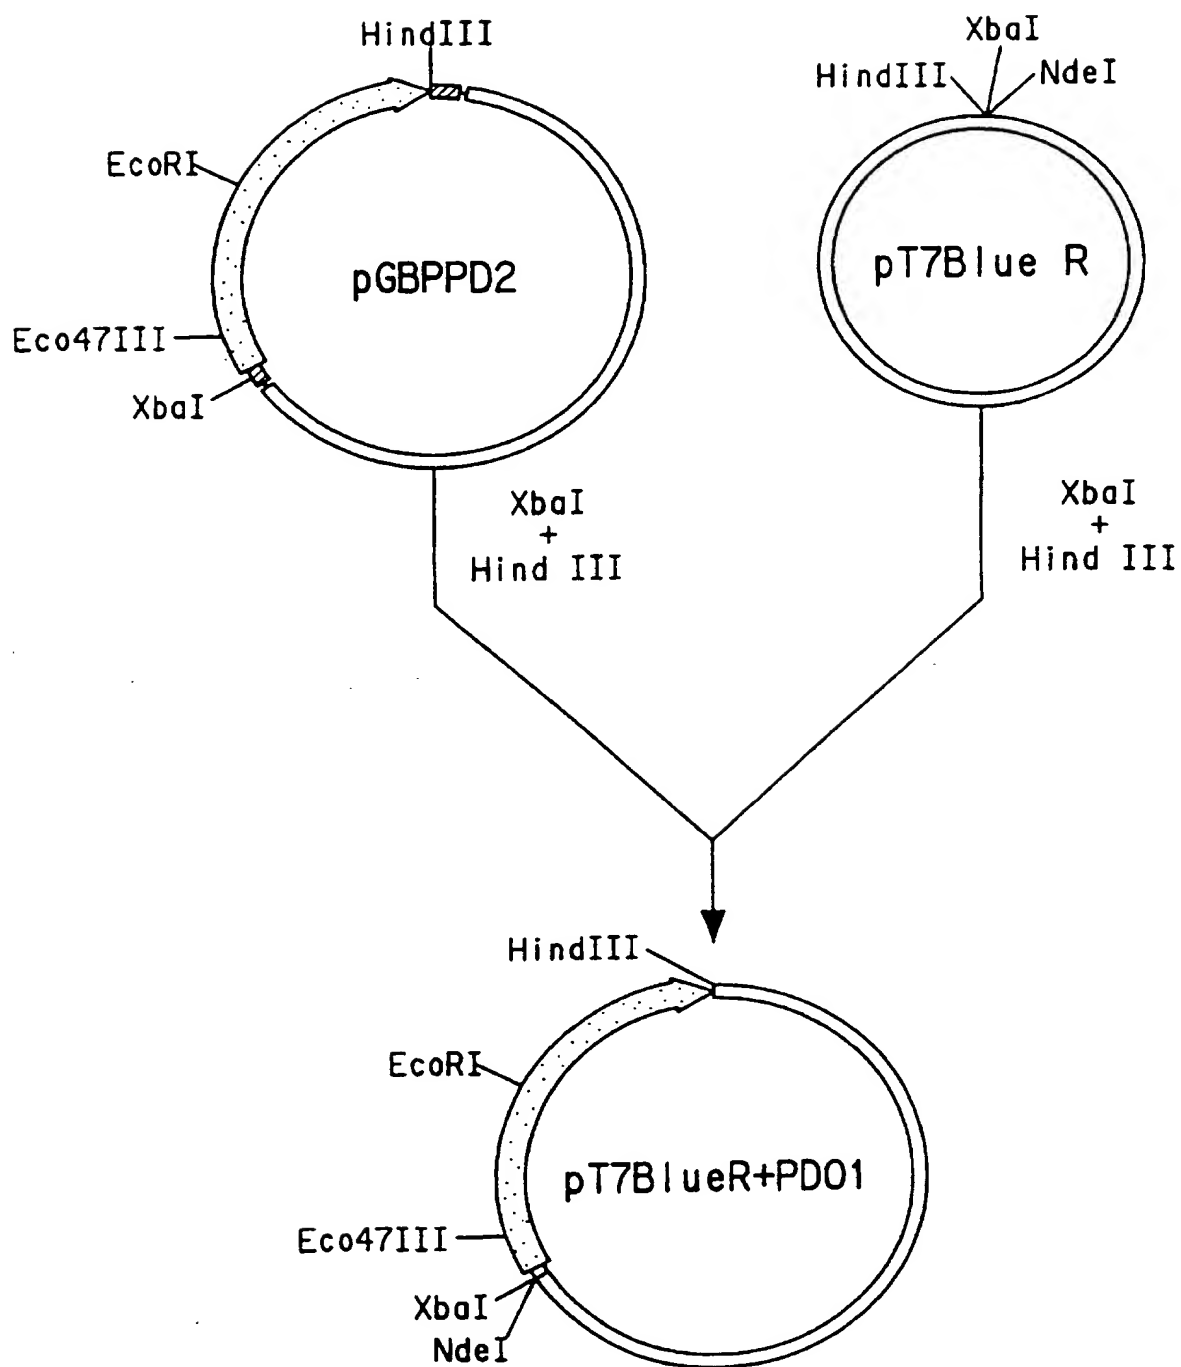 HindIII
EcoRI
pGBPPD2
Eco47III
XbaI
XbaI
HindIII
NdeI
pT7Blue R
XbaI
+
Hind III
XbaI
+
Hind III
HindIII
EcoRI
pT7BlueR+PDO1
Eco47III
XbaI
NdeI